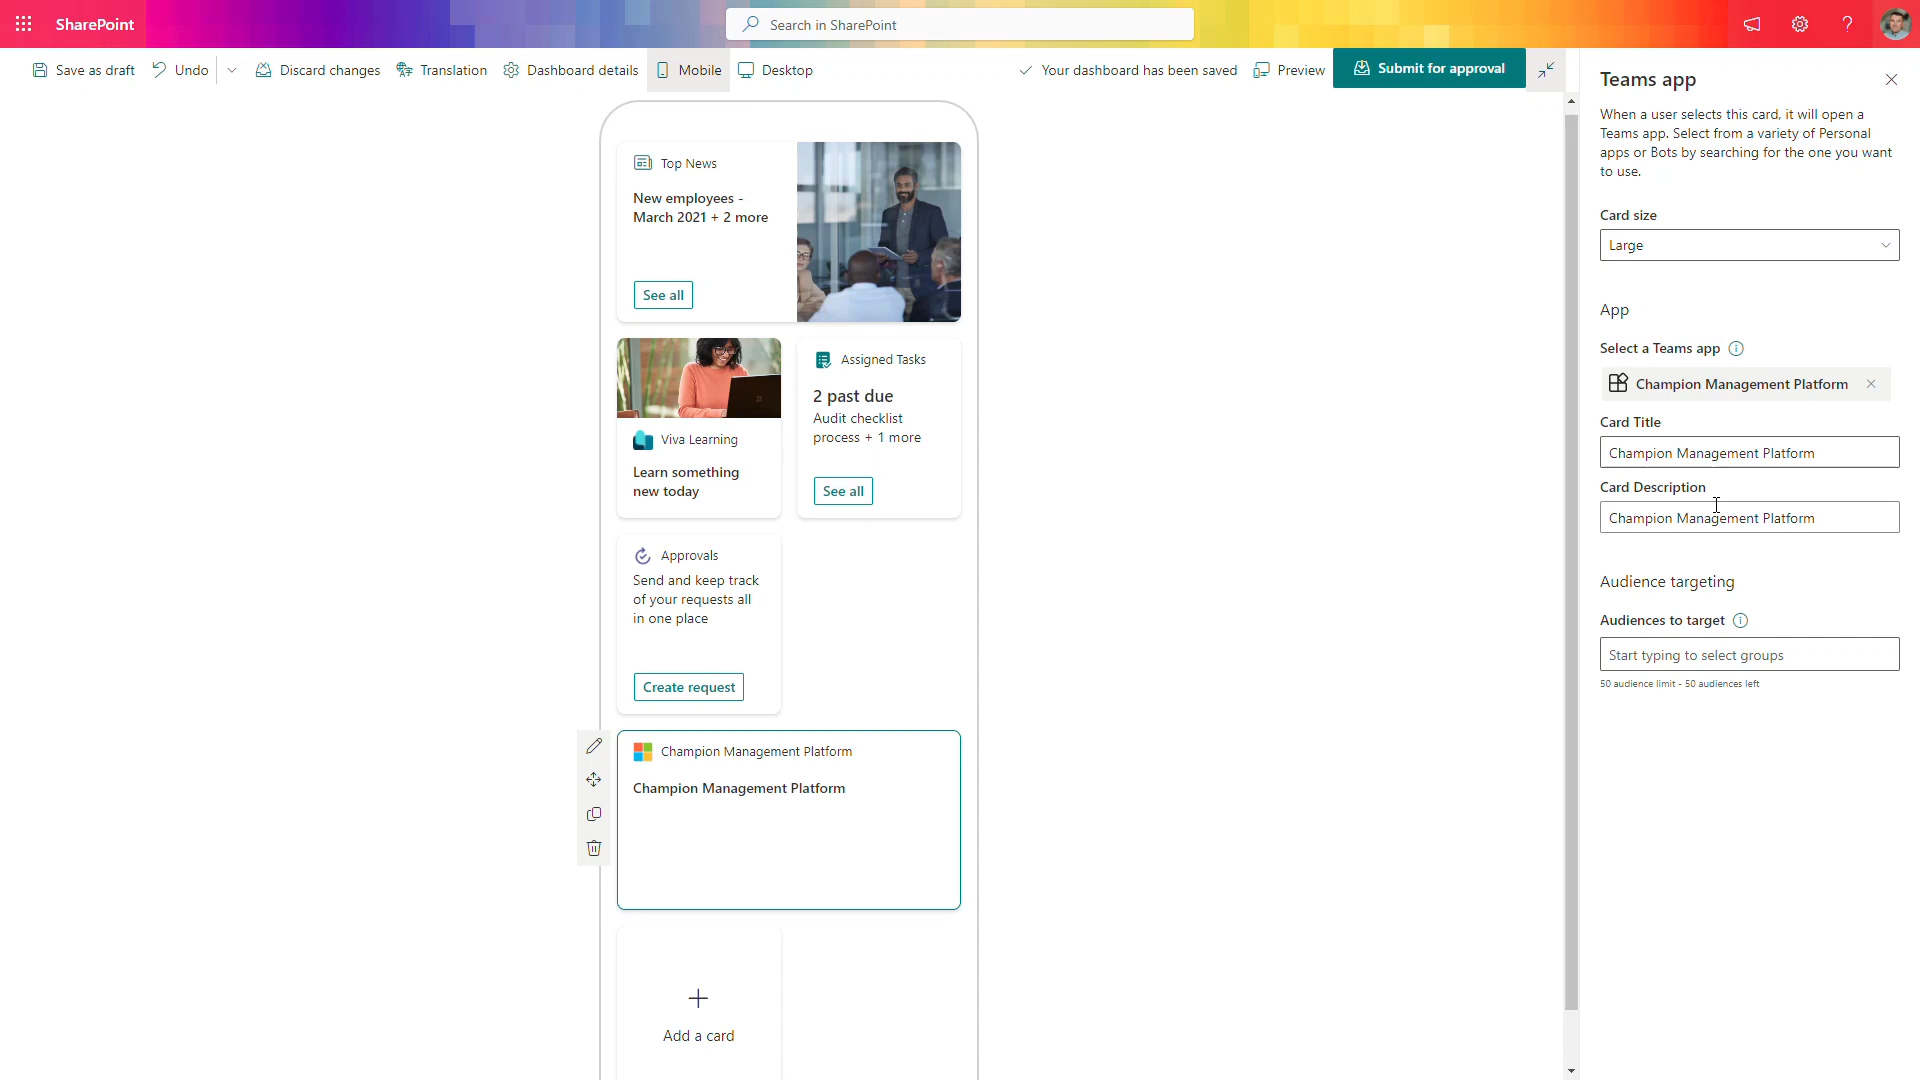 SharePoint
Search in SharePoint
Save as draft
Undo
Discard changes
Translation
Dashboard details
Mobile
Desktop
Your dashboard has been saved
Preview
Submit for approval
Top News
New employees -
March 2021 + 2 more
See all
Viva Learning
Learn something
new today
Assigned Tasks
2 past due
Audit checklist
process + 1 more
See all
Approvals
Send and keep track
of your requests all
in one place
Create request
Champion Management Platform
Champion Management Platform
Add a card
Teams app
When a user selects this card, it will open a
Teams app. Select from a variety of Personal
apps or Bots by searching for the one you want
to use.
Card size
Large
App
Select a Teams app
Champion Management Platform
Card Title
Champion Management Platform
Card Description
Champion Management Platform
Audience targeting
Audiences to target
Start typing to select groups
50 audience limit - 50 audiences left